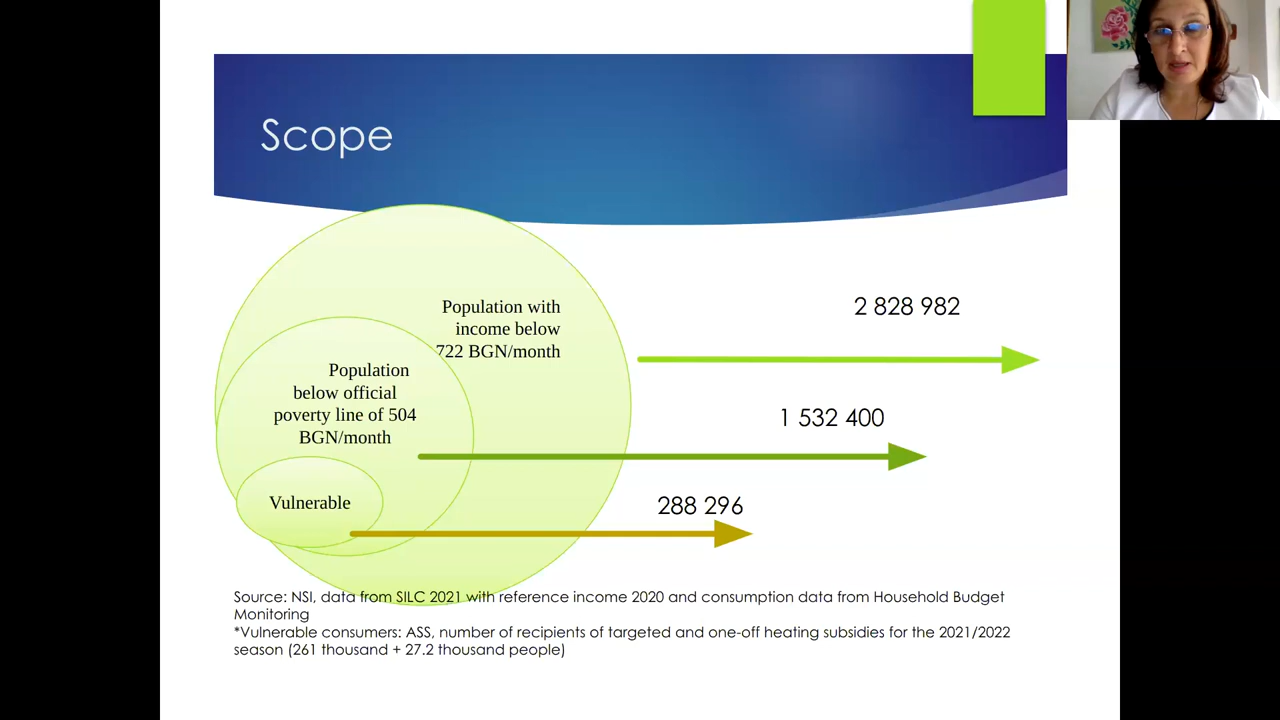 Scope
Population with
income below
722 BGN/month
2 828 982
Population
below official
poverty line of 504
BGN/month
1 532 400
Vulnerable
288 296
Source: NSI, data from SILC 2021 with reference income 2020 and consumption data from Household Budget
Monitoring
*Vulnerable consumers: ASS, number of recipients of targeted and one-off heating subsidies for the 2021/2022
season (261 thousand + 27.2 thousand people)